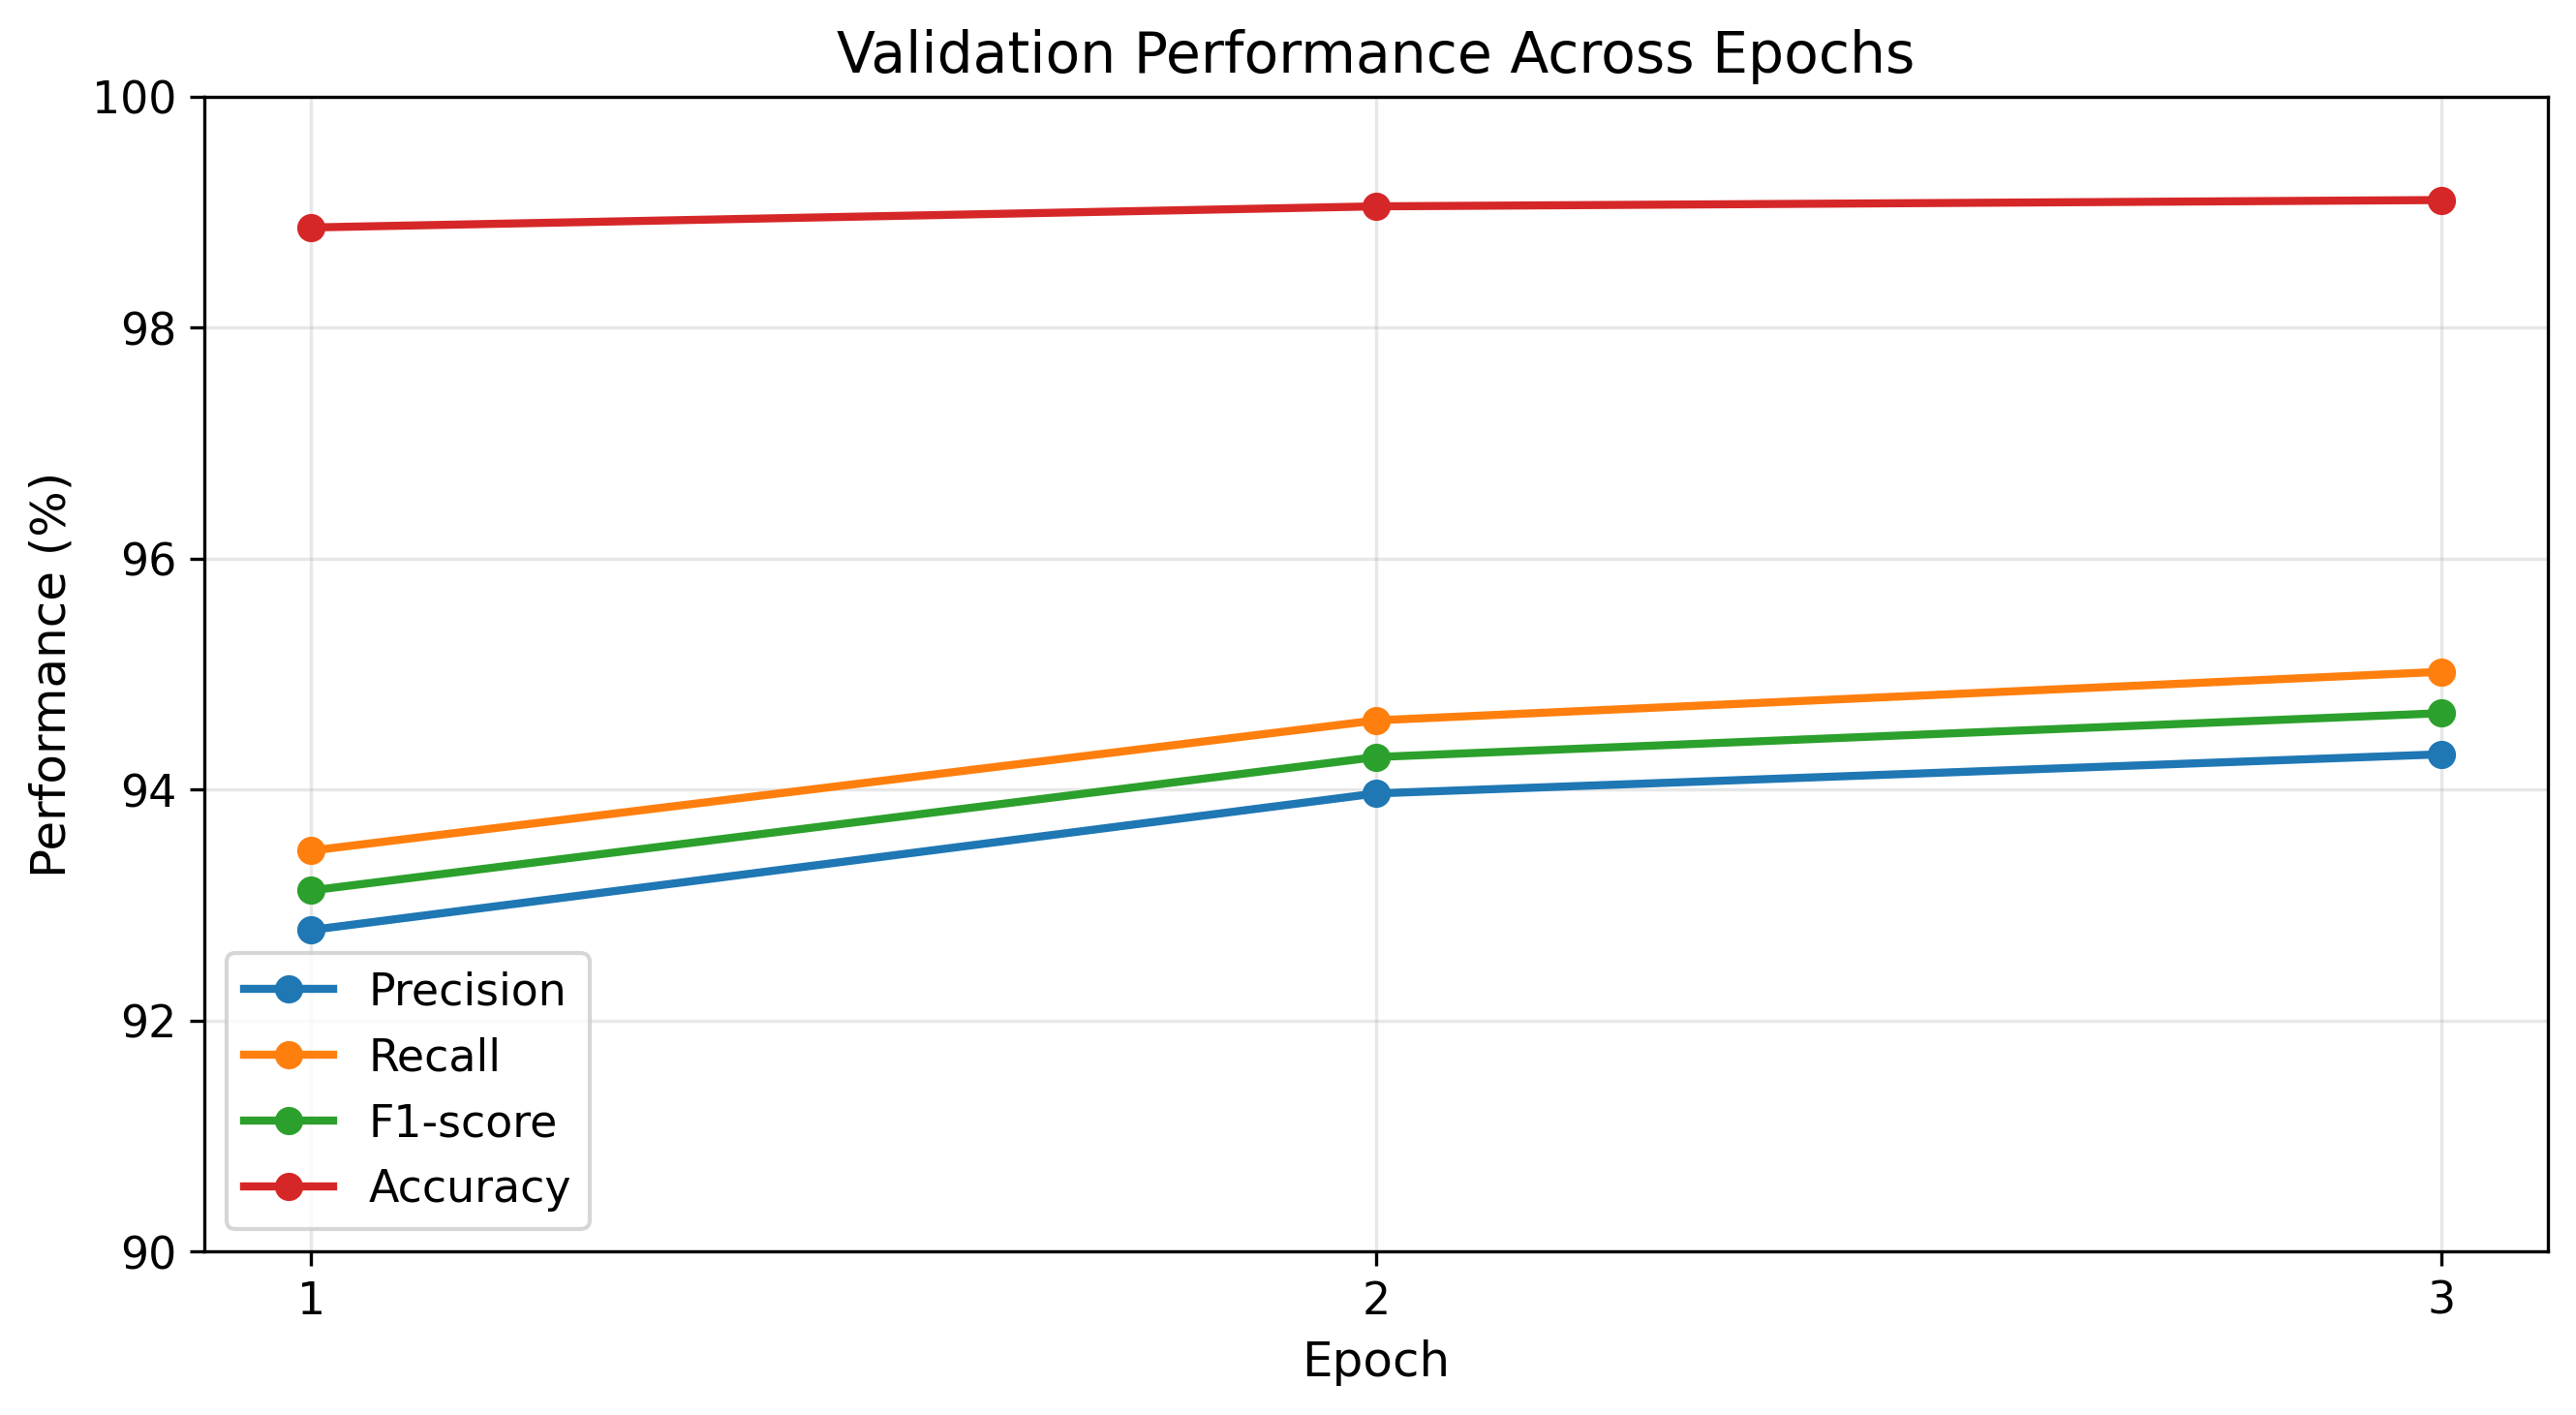 Validation Performance Across Epochs
Performance (%)
100
98
96
94
92
90
Precision
Recall
F1-score
Accuracy
1
2
3
Epoch